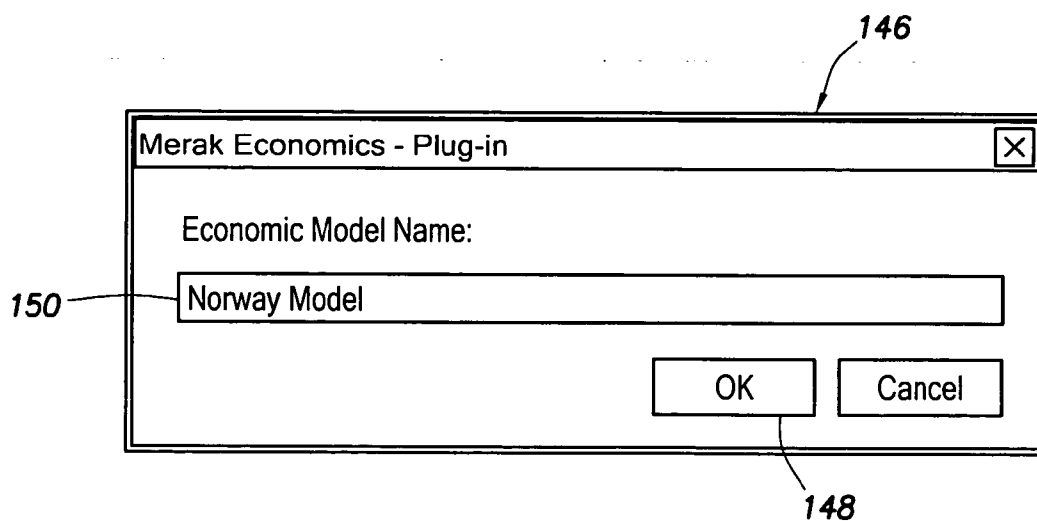 146
Merak Economics - Plug-in
Economic Model Name:
150
Norway Model
OK
Cancel
148